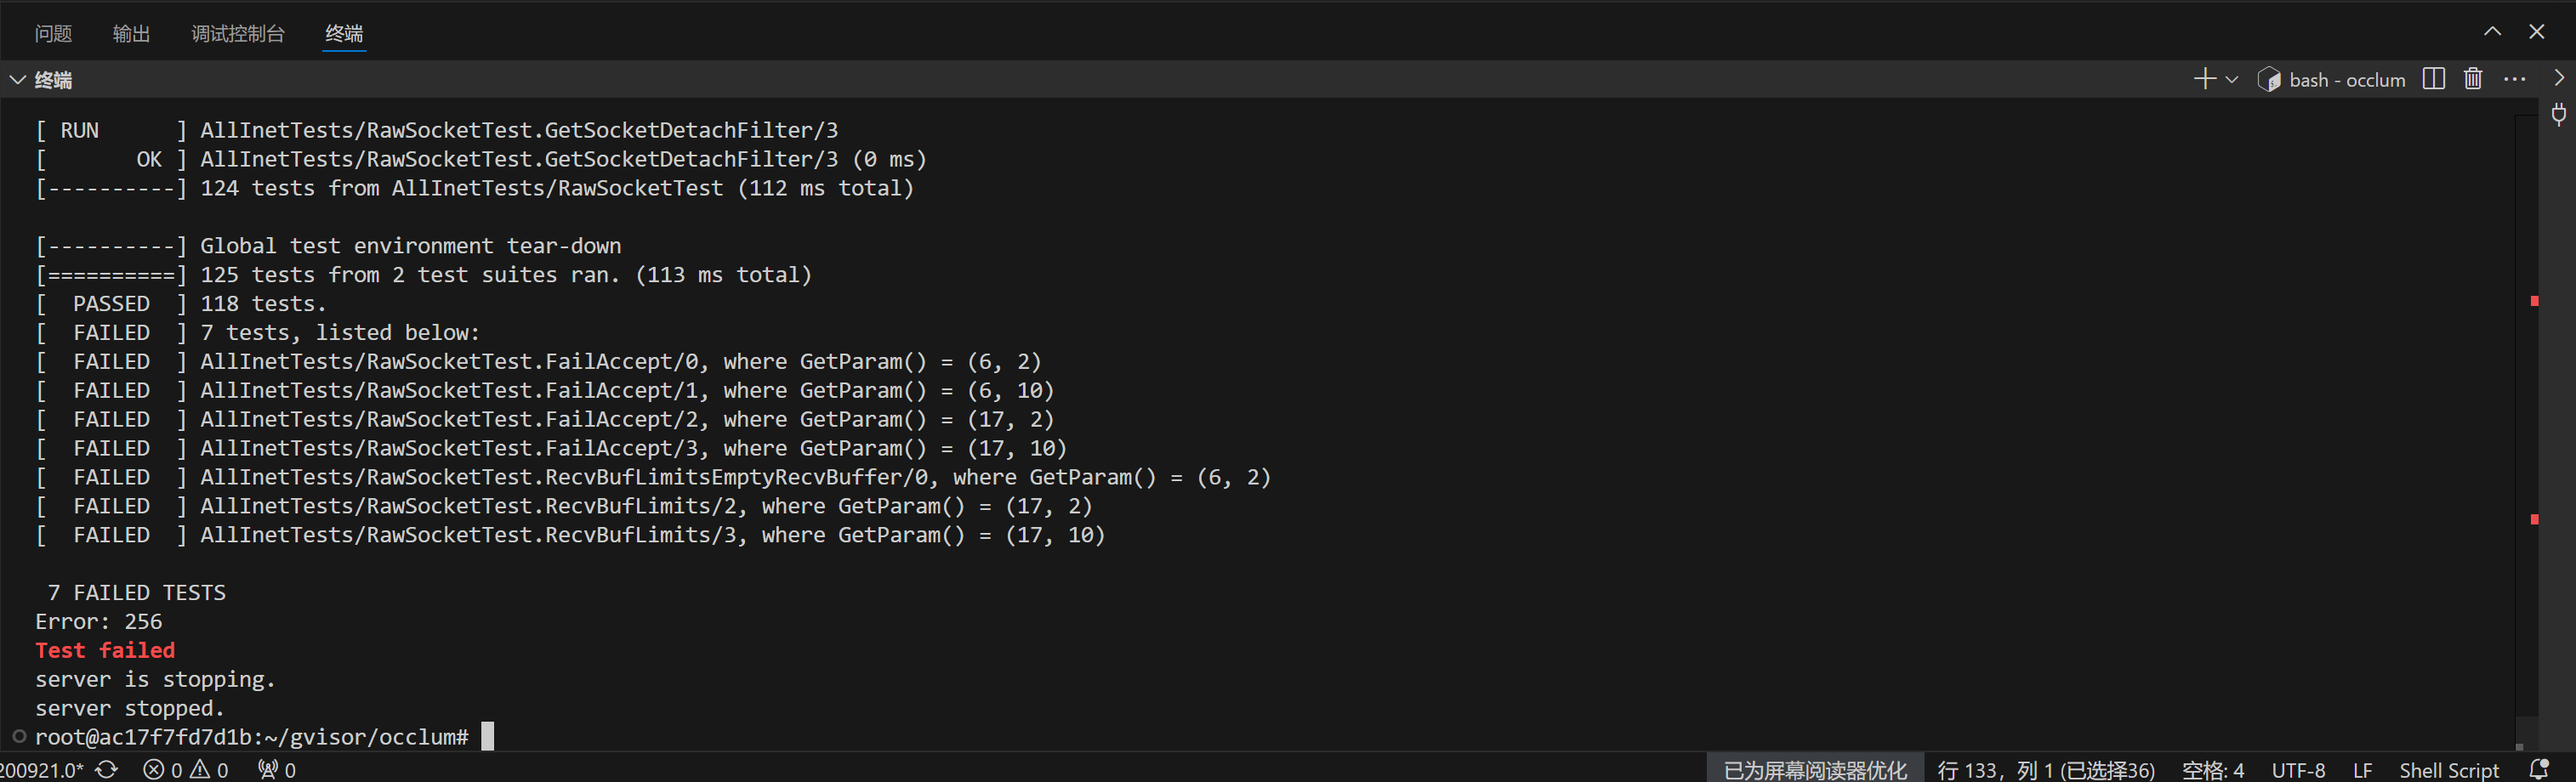 问题 输出 调试控制台 终端
终端
bash - occlum
[ RUN      ] AllInetTests/RawSocketTest.GetSocketDetachFilter/3
[       OK ] AllInetTests/RawSocketTest.GetSocketDetachFilter/3 (0 ms)
[----------] 124 tests from AllInetTests/RawSocketTest (112 ms total)
[----------] Global test environment tear-down
[==========] 125 tests from 2 test suites ran. (113 ms total)
[  PASSED  ] 118 tests.
[  FAILED  ] 7 tests, listed below:
[  FAILED  ] AllInetTests/RawSocketTest.FailAccept/0, where GetParam() = (6, 2)
[  FAILED  ] AllInetTests/RawSocketTest.FailAccept/1, where GetParam() = (6, 10)
[  FAILED  ] AllInetTests/RawSocketTest.FailAccept/2, where GetParam() = (17, 2)
[  FAILED  ] AllInetTests/RawSocketTest.FailAccept/3, where GetParam() = (17, 10)
[  FAILED  ] AllInetTests/RawSocketTest.RecvBufLimitsEmptyRecvBuffer/0, where GetParam() = (6, 2)
[  FAILED  ] AllInetTests/RawSocketTest.RecvBufLimits/2, where GetParam() = (17, 2)
[  FAILED  ] AllInetTests/RawSocketTest.RecvBufLimits/3, where GetParam() = (17, 10)
7 FAILED TESTS
Error: 256
Test failed
server is stopping.
server stopped.
root@ac17f7fd7d1b:~/gvisor/occlum#
200921.0* 0 0 0 已为屏幕阅读器优化 行 133，列 1 (已选择36) 空格: 4 UTF-8 LF Shell Script